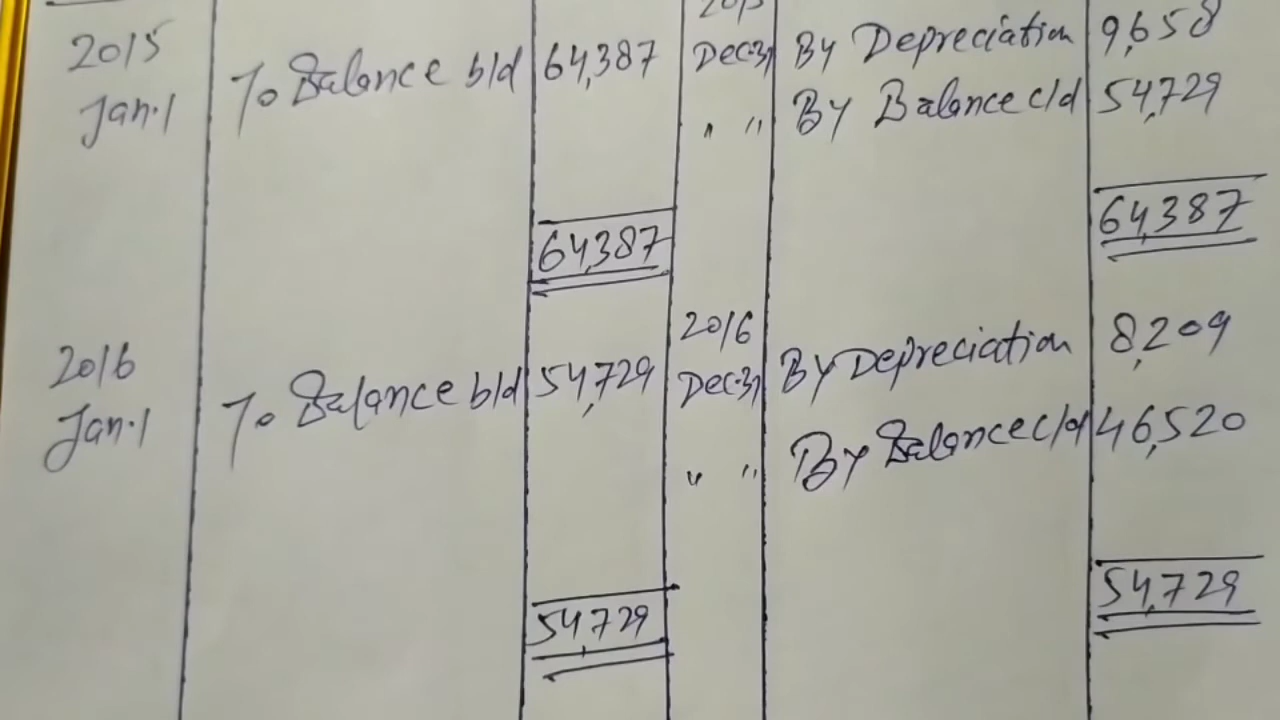 2015 To Balance b/d 64,387 Dec.31 By Depreciation 9,658
Jan.1 " " By Balance c/d 54,729
64,387 64,387
2016
2016 To Balance b/d 54,729 Dec.31 By Depreciation 8,209
Jan.1 " " By Balance c/d 46,520
54,729 54,729